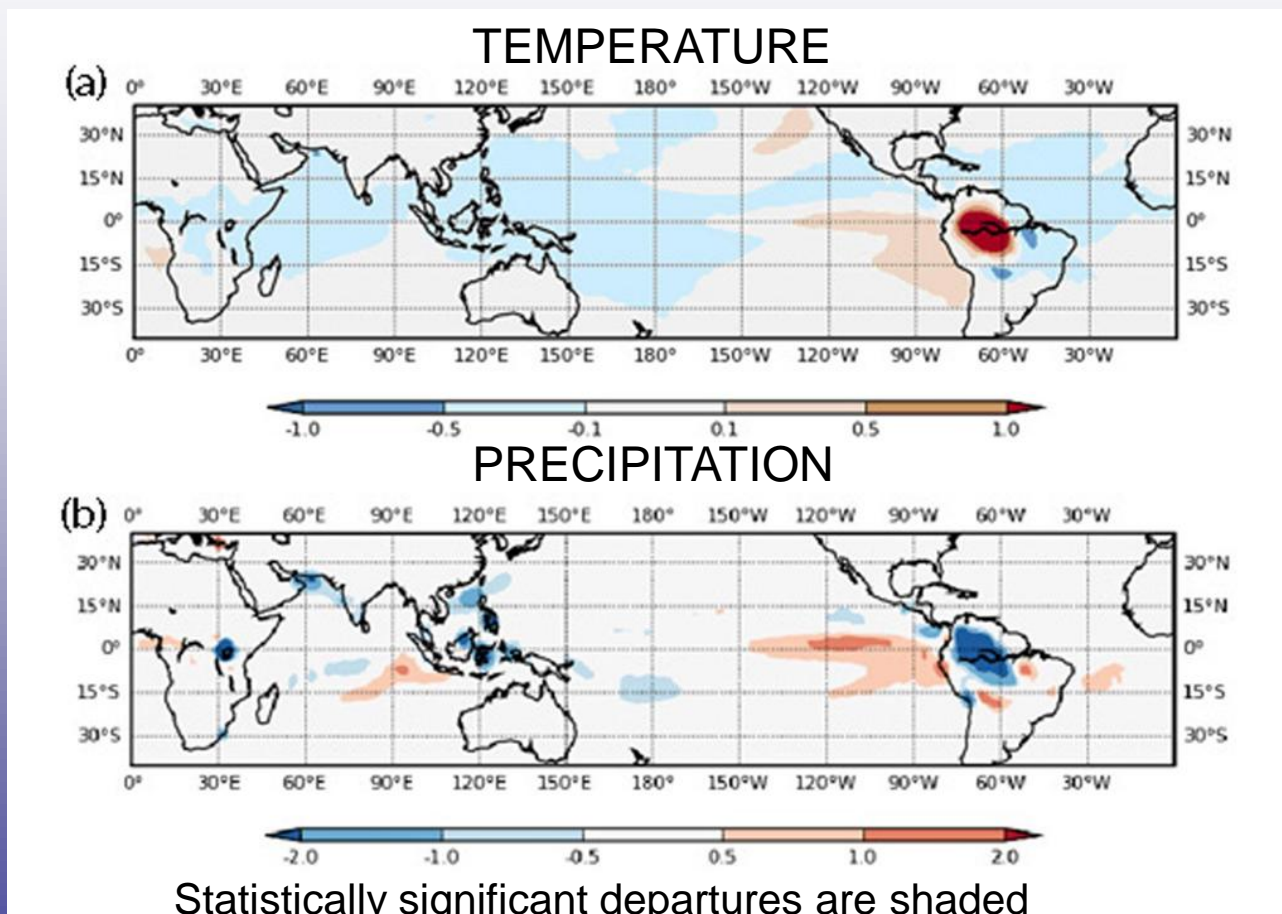 TEMPERATURE
(a) 0° 30°E 60°E 90°E 120°E 150°E 180° 150°W 120°W 90°W 60°W 30°W
30°N 30°N
15°N 15°N
0° 0°
15°S 15°S
30°S 30°S
0° 30°E 60°E 90°E 120°E 150°E 180° 150°W 120°W 90°W 60°W 30°W
-1.0 -0.5 -0.1 0.1 0.5 1.0
PRECIPITATION
(b) 0° 30°E 60°E 90°E 120°E 150°E 180° 150°W 120°W 90°W 60°W 30°W
30°N 30°N
15°N 15°N
0° 0°
15°S 15°S
30°S 30°S
0° 30°E 60°E 90°E 120°E 150°E 180° 150°W 120°W 90°W 60°W 30°W
-2.0 -1.0 -0.5 0.5 1.0 2.0
Statistically significant departures are shaded